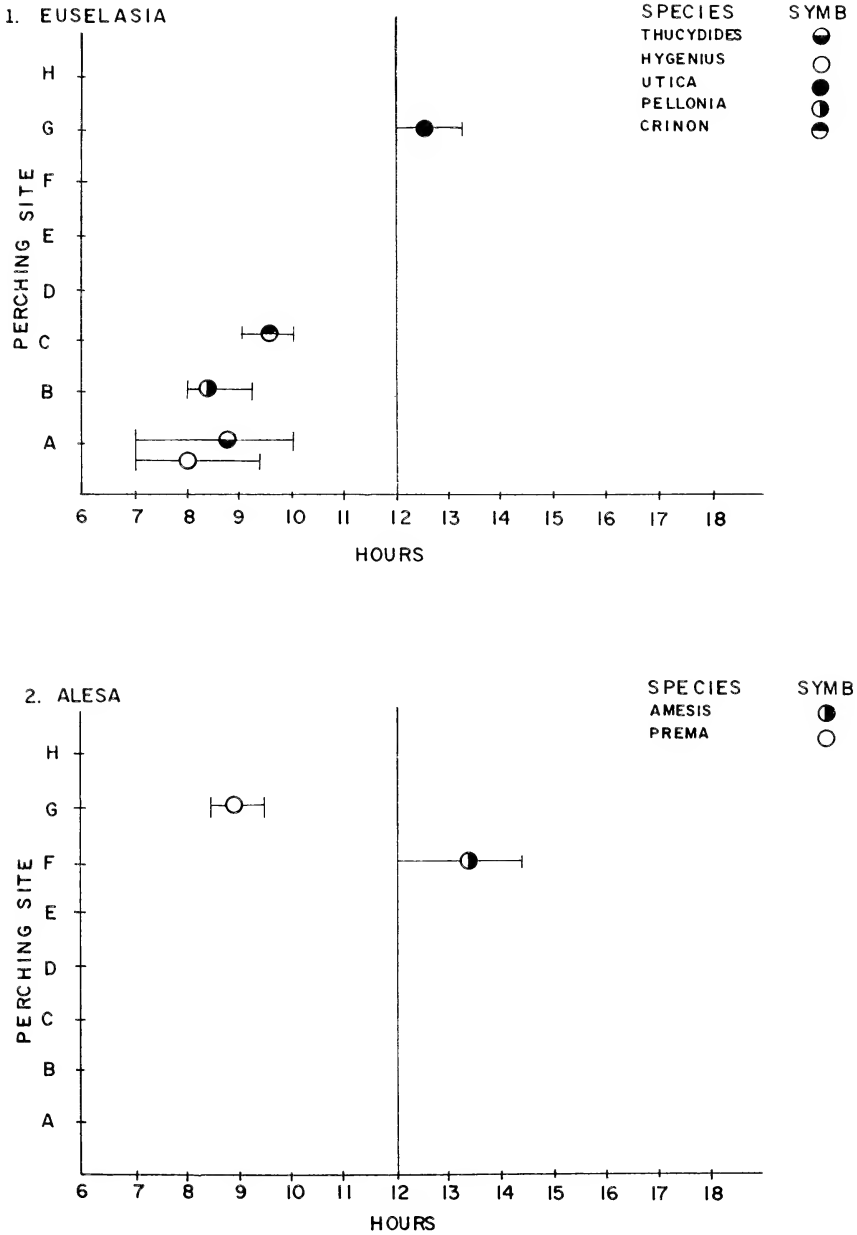 1. EUSELASIA
SPECIES SYMB
THUCYDIDES
HYGENIUS
UTICA
PELLONIA
CRINON
PERCHING SITE
H
G
F
E
D
C
B
A
6 7 8 9 10 11 12 13 14 15 16 17 18
HOURS
2. ALESA
SPECIES SYMB
AMESIS
PREMA
PERCHING SITE
H
G
F
E
D
C
B
A
6 7 8 9 10 11 12 13 14 15 16 17 18
HOURS